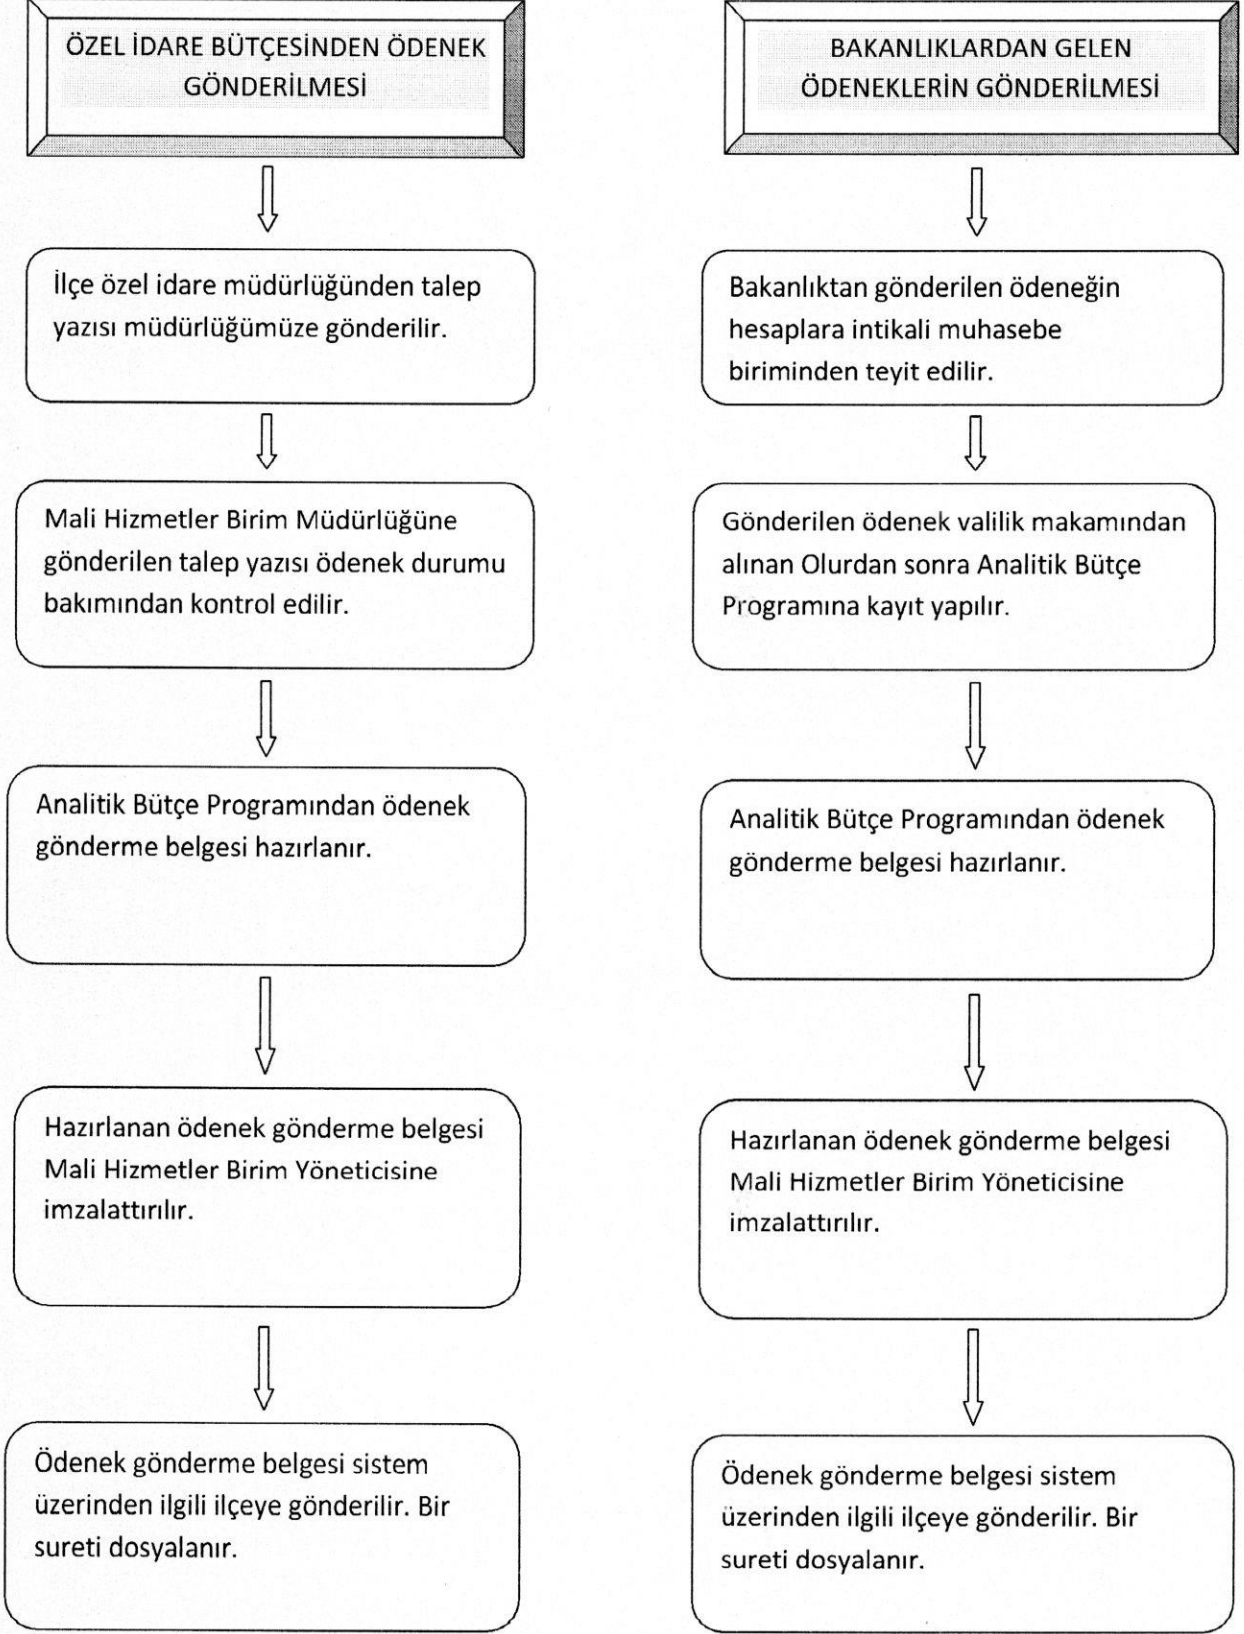 ÖZEL İDARE BÜTÇESİNDEN ÖDENEK
GÖNDERİLMESİ
İlçe özel idare müdürlüğünden talep
yazısı müdürlüğümüze gönderilir.
Mali Hizmetler Birim Müdürlüğüne
gönderilen talep yazısı ödenek durumu
bakımından kontrol edilir.
Analitik Bütçe Programından ödenek
gönderme belgesi hazırlanır.
Hazırlanan ödenek gönderme belgesi
Mali Hizmetler Birim Yöneticisine
imzalattırılır.
Ödenek gönderme belgesi sistem
üzerinden ilgili ilçeye gönderilir. Bir
sureti dosyalanır.
BAKANLIKLARDAN GELEN
ÖDENEKLERİN GÖNDERİLMESİ
Bakanlıktan gönderilen ödeneğin
hesaplara intikali muhasebe
biriminden teyit edilir.
Gönderilen ödenek valilik makamından
alınan Olurdan sonra Analitik Bütçe
Programına kayıt yapılır.
Analitik Bütçe Programından ödenek
gönderme belgesi hazırlanır.
Hazırlanan ödenek gönderme belgesi
Mali Hizmetler Birim Yöneticisine
imzalattırılır.
Ödenek gönderme belgesi sistem
üzerinden ilgili ilçeye gönderilir. Bir
sureti dosyalanır.